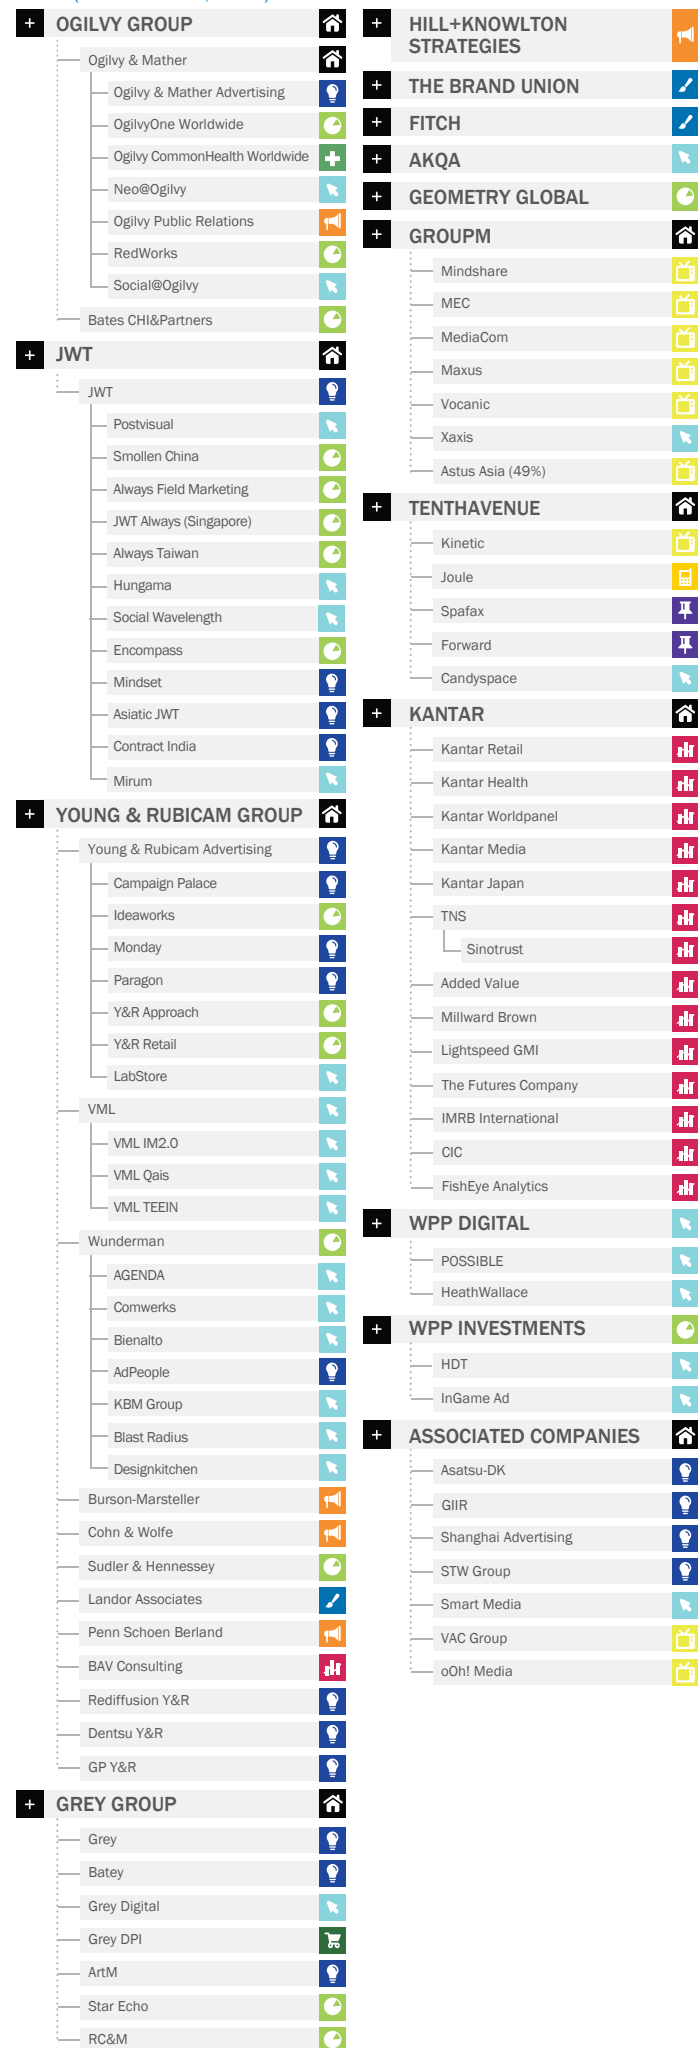 + OGILVY GROUP
Ogilvy & Mather
Ogilvy & Mather Advertising
OgilvyOne Worldwide
Ogilvy CommonHealth Worldwide
Neo@Ogilvy
Ogilvy Public Relations
RedWorks
Social@Ogilvy
Bates CHI&Partners
+ JWT
JWT
Postvisual
Smollen China
Always Field Marketing
JWT Always (Singapore)
Always Taiwan
Hungama
Social Wavelength
Encompass
Mindset
Asiatic JWT
Contract India
Mirum
+ YOUNG & RUBICAM GROUP
Young & Rubicam Advertising
Campaign Palace
Ideaworks
Monday
Paragon
Y&R Approach
Y&R Retail
LabStore
VML
VML IM2.0
VML Qais
VML TEEIN
Wunderman
AGENDA
Comwerks
Bienalto
AdPeople
KBM Group
Blast Radius
Designkitchen
Burson-Marsteller
Cohn & Wolfe
Sudler & Hennessey
Landor Associates
Penn Schoen Berland
BAV Consulting
Rediffusion Y&R
Dentsu Y&R
GP Y&R
+ GREY GROUP
Grey
Batey
Grey Digital
Grey DPI
ArtM
Star Echo
RC&M
+ HILL+KNOWLTON
STRATEGIES
+ THE BRAND UNION
+ FITCH
+ AKQA
+ GEOMETRY GLOBAL
+ GROUPM
Mindshare
MEC
MediaCom
Maxus
Vocanic
Xaxis
Astus Asia (49%)
+ TENTHAVENUE
Kinetic
Joule
Spafax
Forward
Candyspace
+ KANTAR
Kantar Retail
Kantar Health
Kantar Worldpanel
Kantar Media
Kantar Japan
TNS
Sinotrust
Added Value
Millward Brown
Lightspeed GMI
The Futures Company
IMRB International
CIC
FishEye Analytics
+ WPP DIGITAL
POSSIBLE
HeathWallace
+ WPP INVESTMENTS
HDT
InGame Ad
+ ASSOCIATED COMPANIES
Asatsu-DK
GIIR
Shanghai Advertising
STW Group
Smart Media
VAC Group
oOh! Media